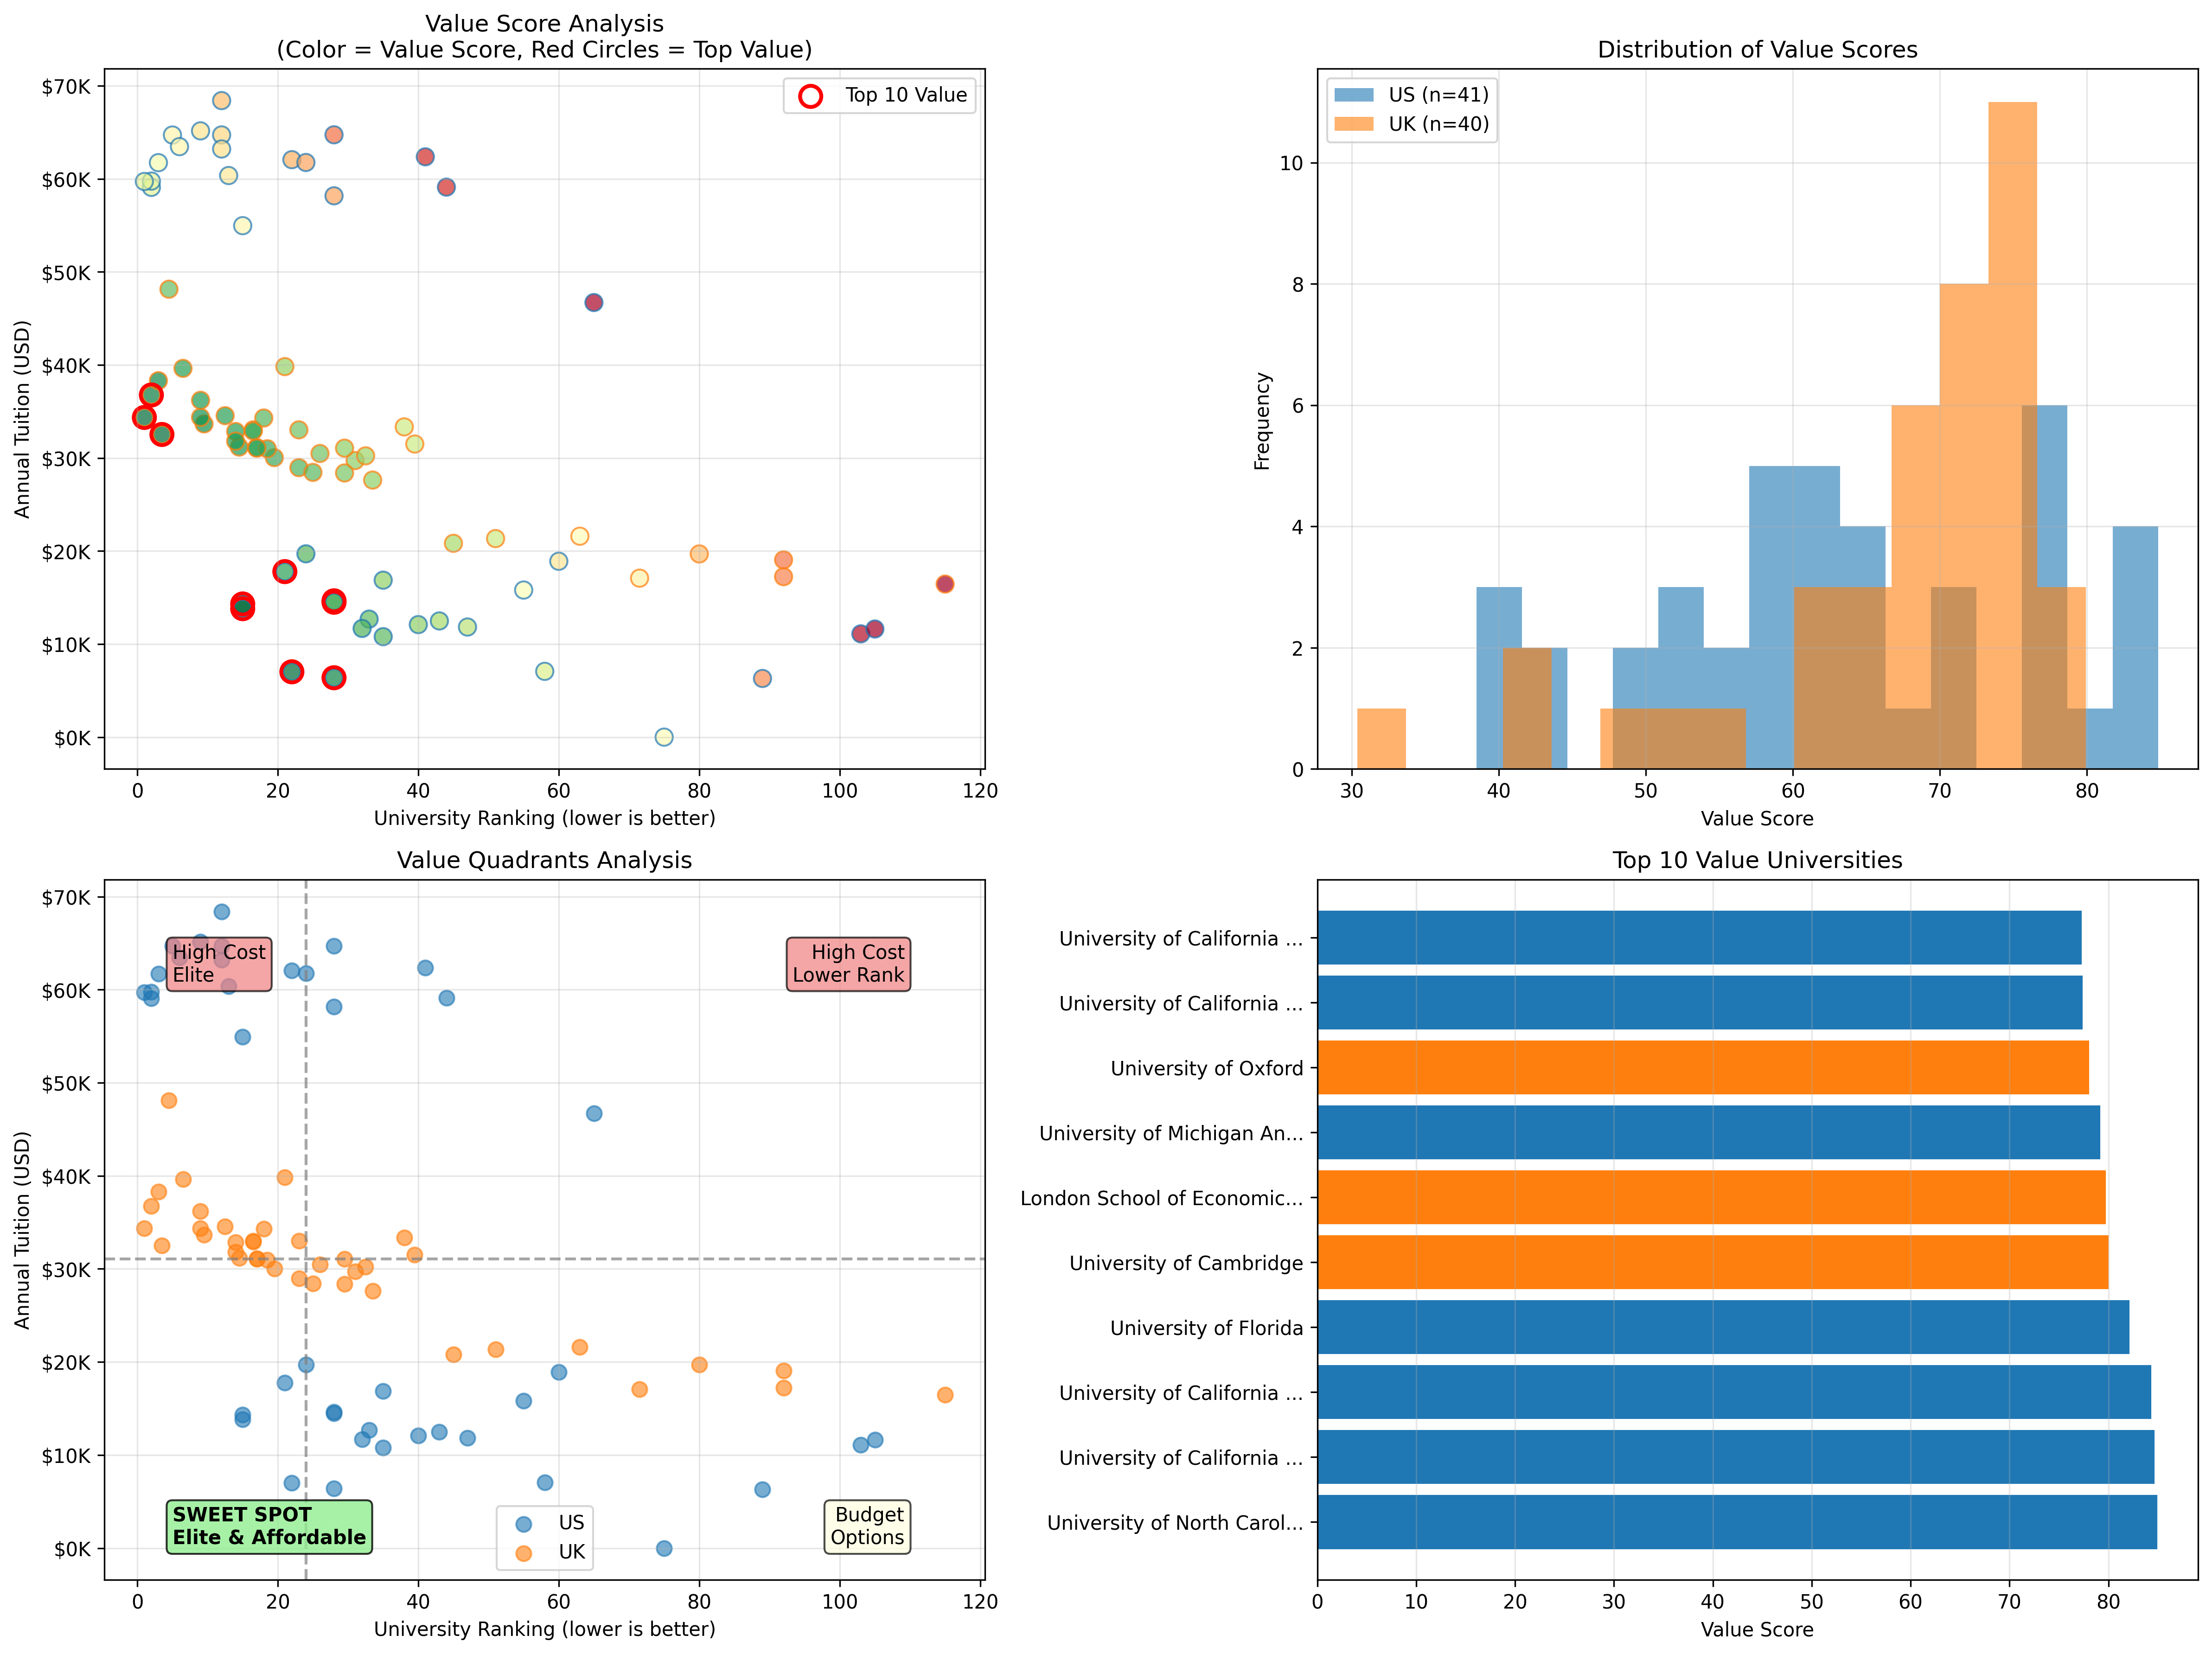 Value Score Analysis
(Color = Value Score, Red Circles = Top Value)
Top 10 Value
$70K
$60K
$50K
$40K
$30K
$20K
$10K
$0K
Annual Tuition (USD)
0 20 40 60 80 100 120
University Ranking (lower is better)
Distribution of Value Scores
US (n=41)
UK (n=40)
10
8
6
4
2
0
Frequency
30 40 50 60 70 80
Value Score
Value Quadrants Analysis
$70K
$60K
$50K
$40K
$30K
$20K
$10K
$0K
Annual Tuition (USD)
High Cost
Elite
High Cost
Lower Rank
SWEET SPOT
Elite & Affordable
US
UK
Budget
Options
0 20 40 60 80 100 120
University Ranking (lower is better)
Top 10 Value Universities
University of California ...
University of California ...
University of Oxford
University of Michigan An...
London School of Economic...
University of Cambridge
University of Florida
University of California ...
University of California ...
University of North Carol...
0 10 20 30 40 50 60 70 80
Value Score